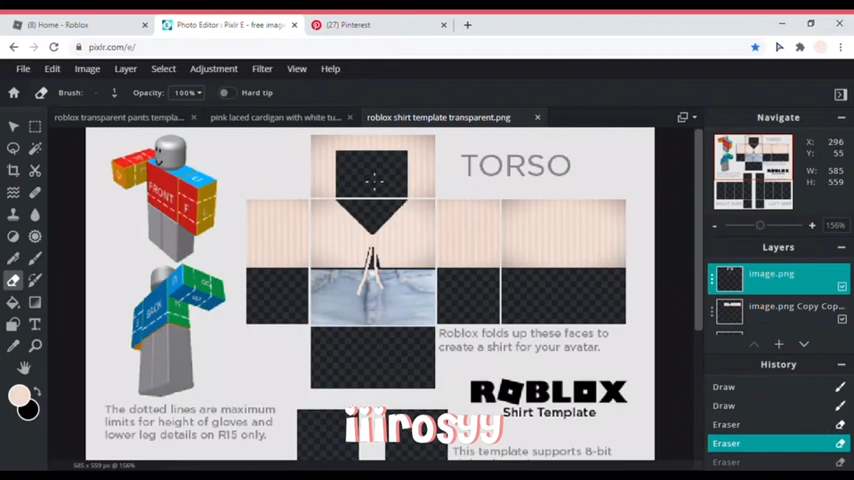 (8) Home - Roblox
Photo Editor : Pixlr E - free imag
(27) Pinterest
pixlr.com/e/
File Edit Image Layer Select Adjustment Filter View Help
Brush: 1 Opacity: 100% Hard tip
roblox transparent pants templa...
pink laced cardigan with white tu...
roblox shirt template transparent.png
Navigate
X: 296
Y: 55
W: 585
H: 559
156%
Layers
image.png
image.png Copy Cop...
History
Draw
Draw
Eraser
Eraser
Eraser
TORSO
FRONT
BACK
Roblox folds up these faces to
create a shirt for your avatar.
ROBLOX
Shirt Template
The dotted lines are maximum
limits for height of gloves and
lower leg details on R15 only.
iiirosyy
This template supports 8-bit
585 x 559 px @ 156%